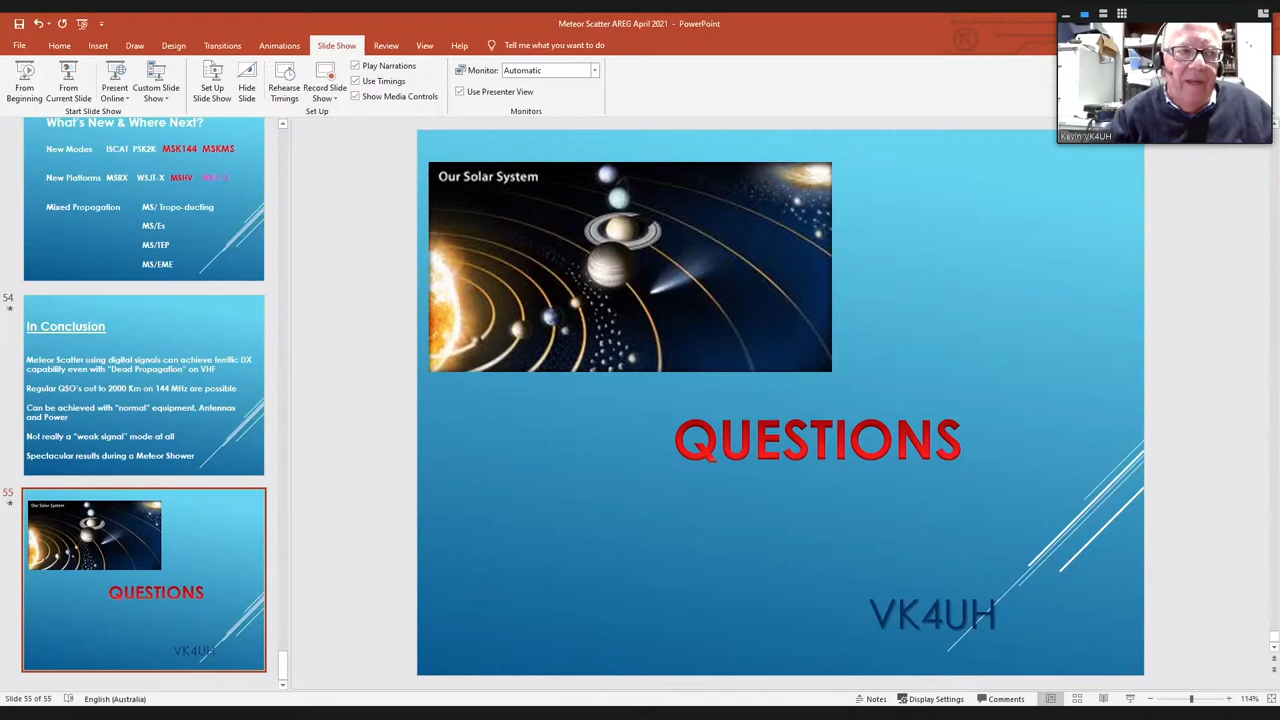 Meteor Scatter AREG April 2021 - PowerPoint
File Home Insert Draw Design Transitions Animations Slide Show Review View Help Tell me what you want to do
From Beginning
From Current Slide
Present Online
Custom Slide Show
Start Slide Show
Set Up Slide Show
Hide Slide
Rehearse Timings
Record Slide Show
Set Up
Play Narrations
Use Timings
Show Media Controls
Monitor: Automatic
Use Presenter View
Monitors
Kevin VK4UH
What's New & Where Next?
New Modes ISCAT PSK2K MSK144 MSKMS
New Platforms MSRX WSJT-X MSHV
Mixed Propagation MS/ Tropo-ducting
MS/Es
MS/TEP
MS/EME
54
In Conclusion
Meteor Scatter using digital signals can achieve terrific DX
capability even with "Dead Propagation" on VHF
Regular QSO's out to 2000 Km on 144 MHz are possible
Can be achieved with "normal" equipment, Antennas
and Power
Not really a "weak signal" mode at all
Spectacular results during a Meteor Shower
55
Our Solar System
QUESTIONS
VK4UH
Our Solar System
QUESTIONS
VK4UH
Slide 55 of 55 English (Australia) Notes Display Settings Comments 114%